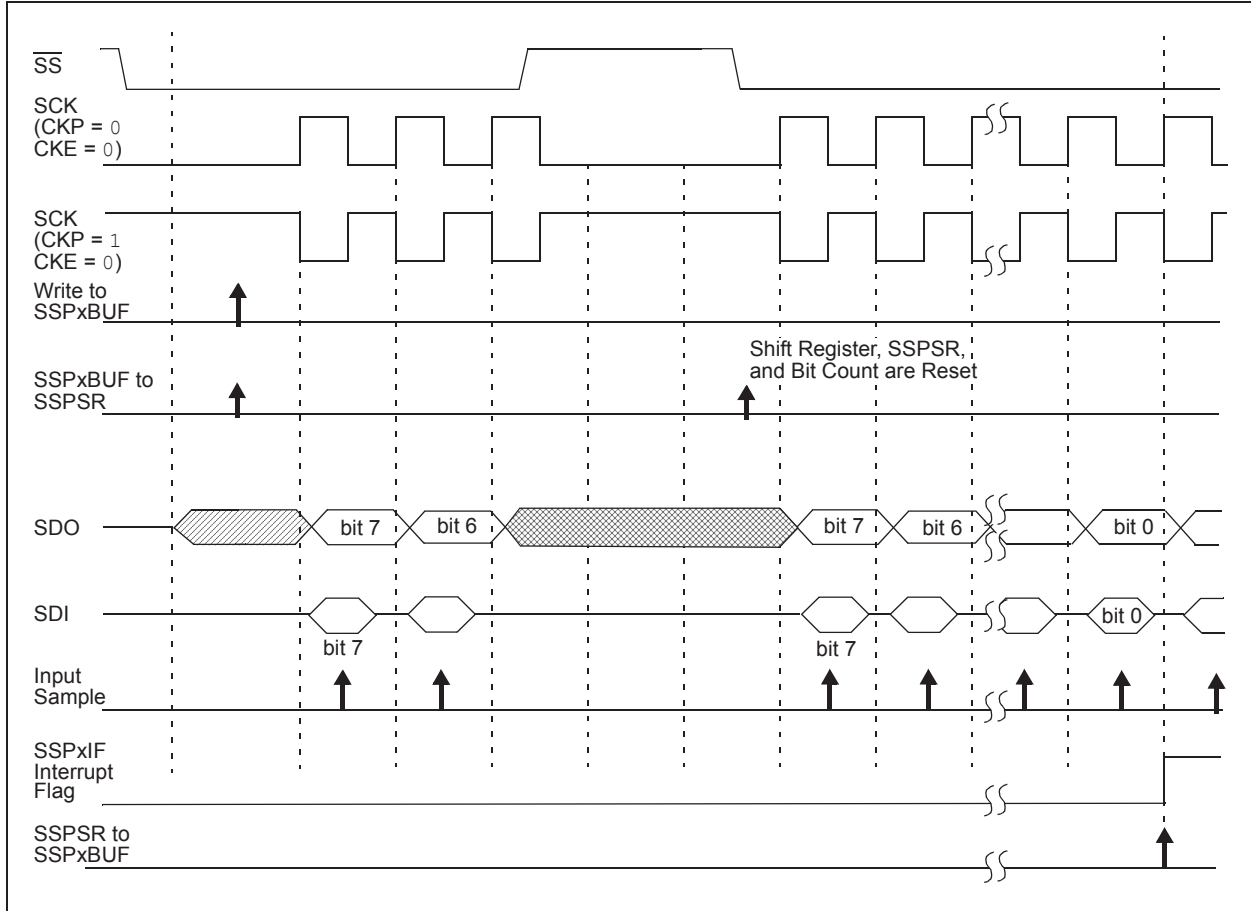 SS
SCK
(CKP = 0
CKE = 0)
SCK
(CKP = 1
CKE = 0)
Write to
SSPxBUF
Shift Register, SSPSR,
and Bit Count are Reset
SSPxBUF to
SSPSR
SDO
bit 7
bit 6
bit 7
bit 6
bit 0
SDI
bit 0
bit 7
bit 7
Input
Sample
SSPxIF
Interrupt
Flag
SSPSR to
SSPxBUF